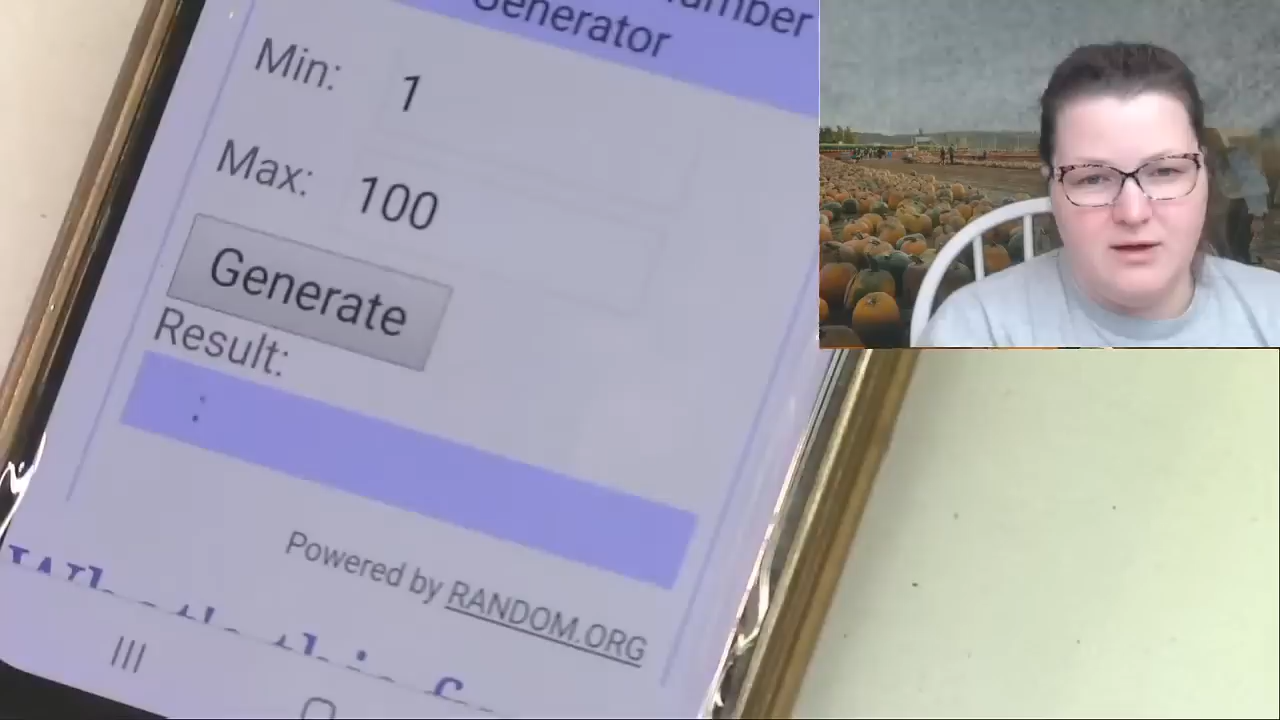 Generator
Min: 1
Max: 100
Generate
Result:
:
Powered by RANDOM.ORG